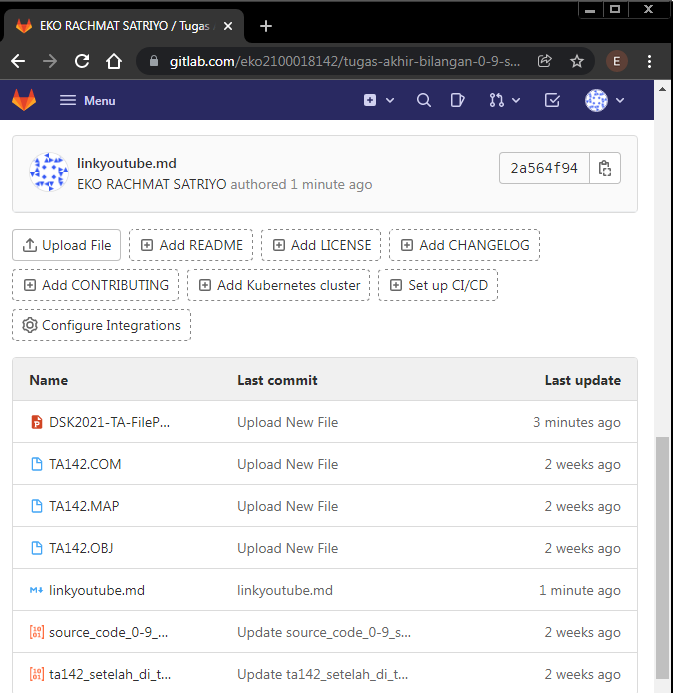 EKO RACHMAT SATRIYO / Tugas
gitlab.com/eko2100018142/tugas-akhir-bilangan-0-9-s...
E
Menu
linkyoutube.md
EKO RACHMAT SATRIYO authored 1 minute ago
2a564f94
Upload File
Add README
Add LICENSE
Add CHANGELOG
Add CONTRIBUTING
Add Kubernetes cluster
Set up CI/CD
Configure Integrations
Name Last commit Last update
DSK2021-TA-FileP... Upload New File 3 minutes ago
TA142.COM Upload New File 2 weeks ago
TA142.MAP Upload New File 2 weeks ago
TA142.OBJ Upload New File 2 weeks ago
linkyoutube.md linkyoutube.md 1 minute ago
source_code_0-9_... Update source_code_0-9_s... 2 weeks ago
ta142_setelah_di_t... Update ta142_setelah_di_t... 2 weeks ago